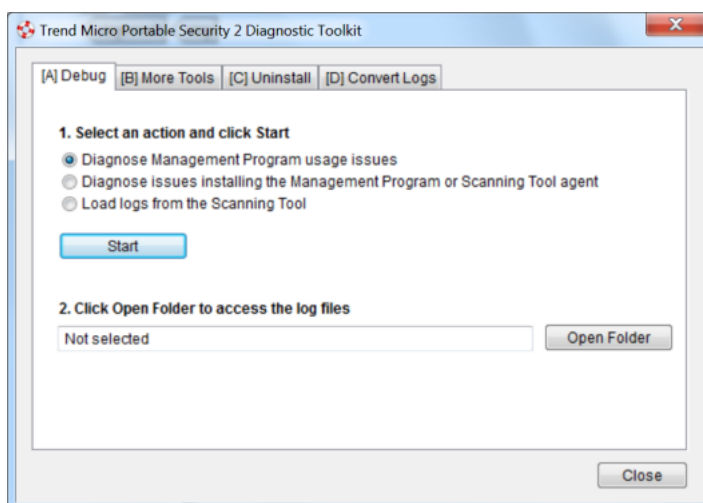 Trend Micro Portable Security 2 Diagnostic Toolkit
[A] Debug [B] More Tools [C] Uninstall [D] Convert Logs
1. Select an action and click Start
Diagnose Management Program usage issues
Diagnose issues installing the Management Program or Scanning Tool agent
Load logs from the Scanning Tool
Start
2. Click Open Folder to access the log files
Not selected Open Folder
Close